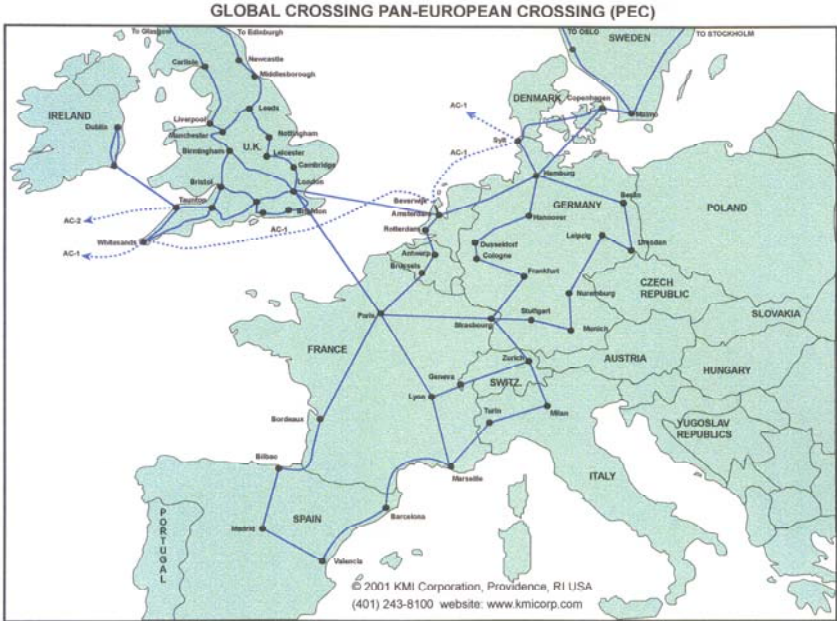 GLOBAL CROSSING PAN-EUROPEAN CROSSING (PEC)
To Glasgow
To Edinburgh
TO OSLO
SWEDEN
TO STOCKHOLM
Carlisle
Newcastle
Middlesborough
IRELAND
Dublin
Liverpool
Leeds
Manchester
U.K.
Nottingham
Birmingham
Leicester
Cambridge
Bristol
London
Taunton
Brighton
AC-2
AC-1
Whitesands
AC-1
AC-1
DENMARK
Copenhagen
Malmo
Sylt
AC-1
Hamburg
Beverwijk
Amsterdam
Rotterdam
GERMANY
Berlin
POLAND
Hannover
Antwerp
Brussels
Dusseldorf
Cologne
Leipzig
Dresden
Frankfurt
CZECH
REPUBLIC
Nuremburg
SLOVAKIA
Paris
Strasbourg
Stuttgart
Munich
FRANCE
Zurich
AUSTRIA
Geneva
SWITZ.
HUNGARY
Lyon
Turin
Milan
Bordeaux
YUGOSLAV
REPUBLICS
Bilbao
Marseille
ITALY
PORTUGAL
SPAIN
Madrid
Barcelona
Valencia
© 2001 KMI Corporation, Providence, RI USA
(401) 243-8100 website: www.kmicorp.com